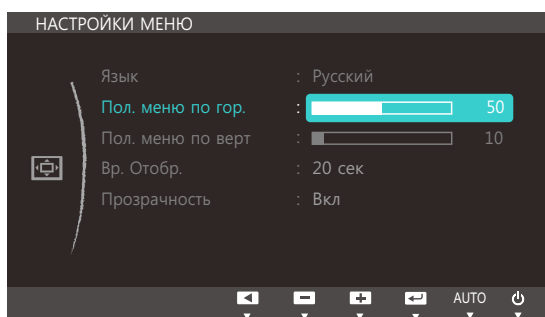 НАСТРОЙКИ МЕНЮ
Язык : Русский
Пол. меню по гор. : 50
Пол. меню по верт : 10
Вр. Отобр. : 20 сек
Прозрачность : Вкл
AUTO